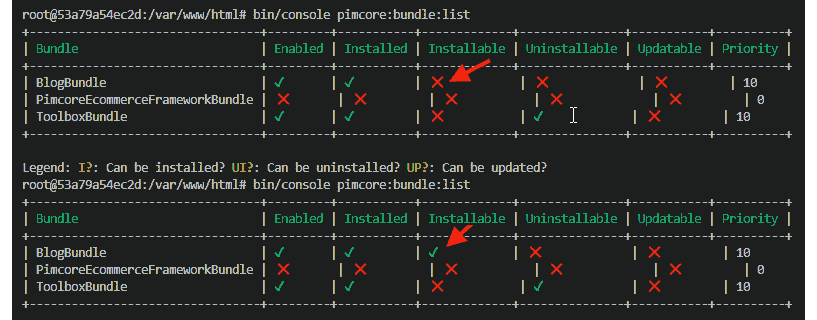 root@53a79a54ec2d:/var/www/html# bin/console pimcore:bundle:list
| Bundle | Enabled | Installed | Installable | Uninstallable | Updatable | Priority |
| BlogBundle | ✓ | ✓ | ❌ | ❌ | ❌ | 10
| PimcoreEcommerceFrameworkBundle | ❌ | ❌ | ❌ | ❌ | ❌ | 0
| ToolboxBundle | ✓ | ✓ | ❌ | ✓ | ❌ | 10
Legend: I?: Can be installed? UI?: Can be uninstalled? UP?: Can be updated?
root@53a79a54ec2d:/var/www/html# bin/console pimcore:bundle:list
| Bundle | Enabled | Installed | Installable | Uninstallable | Updatable | Priority |
| BlogBundle | ✓ | ✓ | ✓ | ❌ | ❌ | 10
| PimcoreEcommerceFrameworkBundle | ❌ | ❌ | ❌ | ❌ | ❌ | 0
| ToolboxBundle | ✓ | ✓ | ❌ | ✓ | ❌ | 10